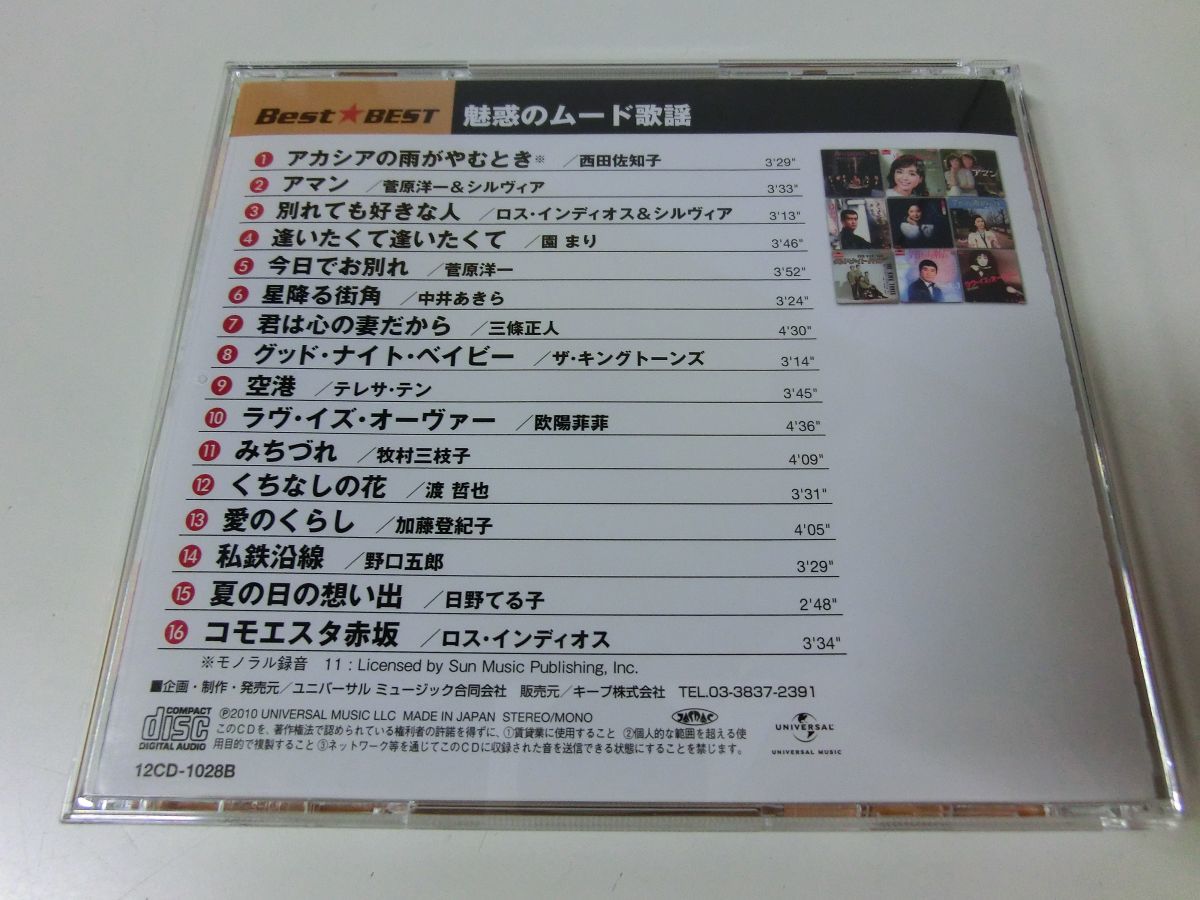 Best★BEST 魅惑のムード歌謡
1 アカシアの雨がやむとき※ ／西田佐知子 3'29"
2 アマン ／菅原洋一&シルヴィア 3'33"
3 別れても好きな人 ／ロス・インディオス&シルヴィア 3'13"
4 逢いたくて逢いたくて ／園 まり 3'46"
5 今日でお別れ ／菅原洋一 3'52"
6 星降る街角 ／中井あきら 3'24"
7 君は心の妻だから ／三條正人 4'30"
8 グッド・ナイト・ベイビー ／ザ・キングトーンズ 3'14"
9 空港 ／テレサ・テン 3'45"
10 ラヴ・イズ・オーヴァー ／欧陽菲菲 4'36"
11 みちづれ ／牧村三枝子 4'09"
12 くちなしの花 ／渡 哲也 3'31"
13 愛のくらし ／加藤登紀子 4'05"
14 私鉄沿線 ／野口五郎 3'29"
15 夏の日の想い出 ／日野てる子 2'48"
16 コモエスタ赤坂 ／ロス・インディオス 3'34"
※モノラル録音 11 : Licensed by Sun Music Publishing, Inc.
■企画・制作・発売元／ユニバーサル ミュージック合同会社 販売元／キープ株式会社 TEL.03-3837-2391
COMPACT disc DIGITAL AUDIO
℗2010 UNIVERSAL MUSIC LLC MADE IN JAPAN STEREO/MONO
このCDを、著作権法で認められている権利者の許諾を得ずに、①賃貸業に使用すること ②個人的な範囲を超える使
用目的で複製すること ③ネットワーク等を通じてこのCDに収録された音を送信できる状態にすることを禁じます。
JASRAC
UNIVERSAL
UNIVERSAL MUSIC
12CD-1028B
アマン